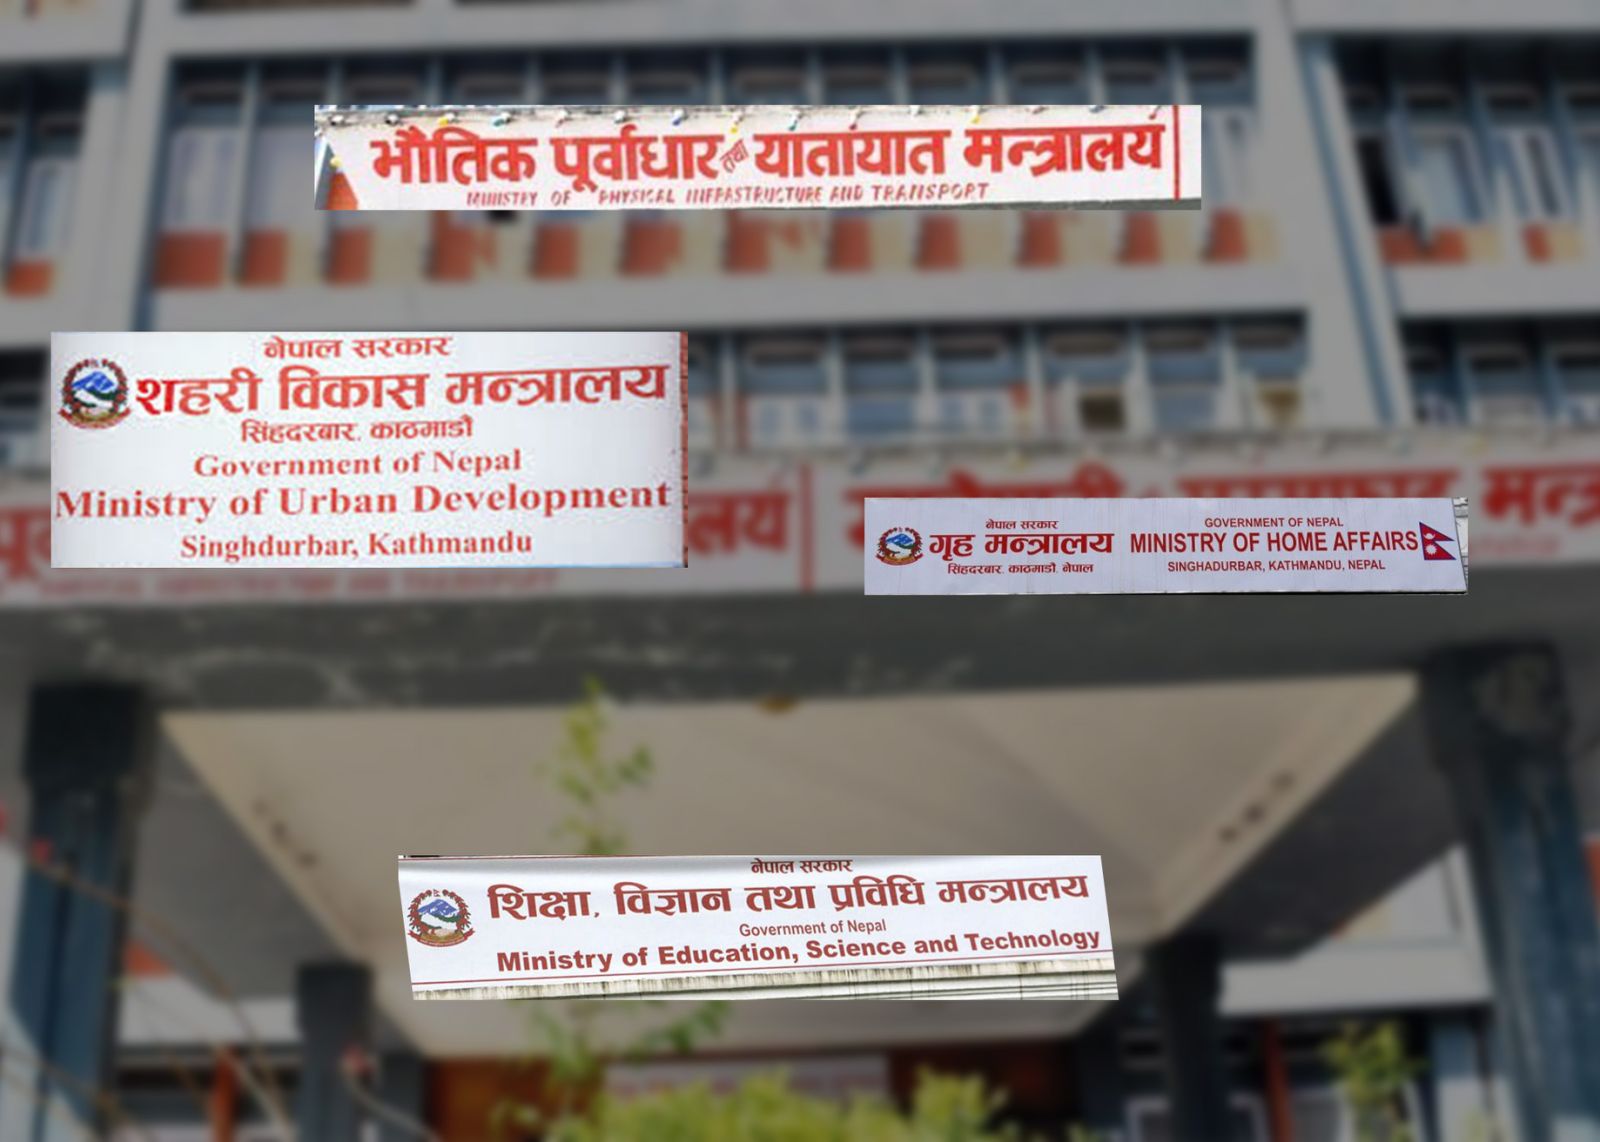 भौतिक पूर्वाधार तथा यातायात मन्त्रालय
MINISTRY OF PHYSICAL INFRASTRUCTURE AND TRANSPORT
नेपाल सरकार
शहरी विकास मन्त्रालय
सिंहदरबार, काठमाडौं
Government of Nepal
Ministry of Urban Development
Singhdurbar, Kathmandu
नेपाल सरकार
गृह मन्त्रालय
सिंहदरबार, काठमाडौं, नेपाल
GOVERNMENT OF NEPAL
MINISTRY OF HOME AFFAIRS
SINGHADURBAR, KATHMANDU, NEPAL
नेपाल सरकार
शिक्षा, विज्ञान तथा प्रविधि मन्त्रालय
Government of Nepal
Ministry of Education, Science and Technology